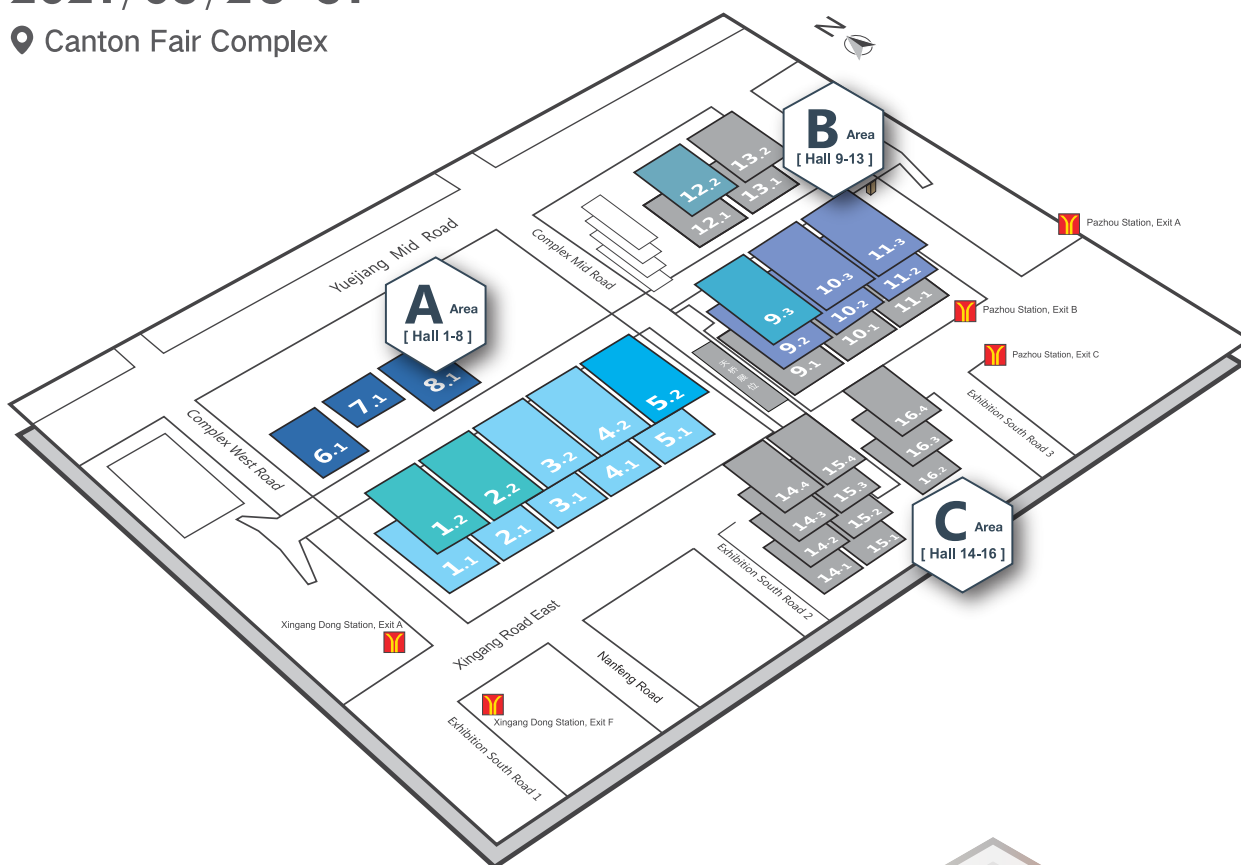 Canton Fair Complex
N
B Area
[ Hall 9-13 ]
13.2
13.1
12.2
12.1
Pazhou Station, Exit A
Yuejiang Mid Road
Complex Mid Road
11.3
11.2
11.1
10.3
10.2
10.1
9.3
9.2
9.1
Pazhou Station, Exit B
Pazhou Station, Exit C
A Area
[ Hall 1-8 ]
8.1
7.1
6.1
Complex West Road
5.2
5.1
4.2
4.1
3.2
3.1
2.2
2.1
1.2
1.1
Exhibition South Road 3
16.4
16.3
16.2
15.4
15.3
15.2
15.1
14.4
14.3
14.2
14.1
C Area
[ Hall 14-16 ]
Exhibition South Road 2
Xingang Dong Station, Exit A
Xingang Road East
Nanfeng Road
Xingang Dong Station, Exit F
Exhibition South Road 1